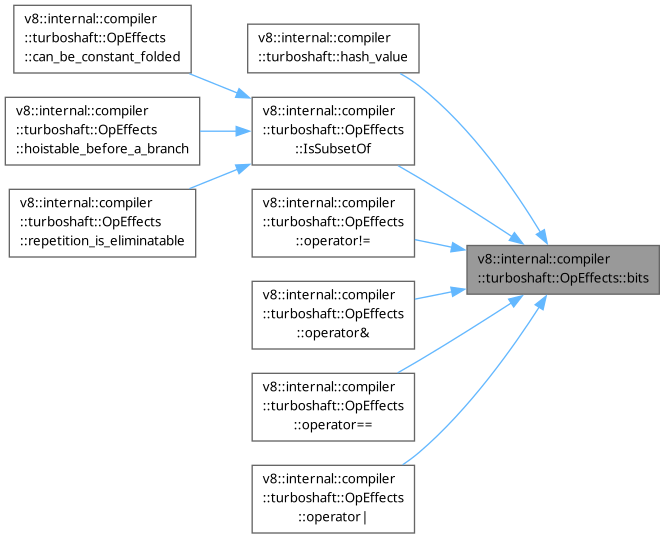 v8::internal::compiler
::turboshaft::OpEffects
::can_be_constant_folded
v8::internal::compiler
::turboshaft::OpEffects
::hoistable_before_a_branch
v8::internal::compiler
::turboshaft::OpEffects
::repetition_is_eliminatable
v8::internal::compiler
::turboshaft::hash_value
v8::internal::compiler
::turboshaft::OpEffects
::IsSubsetOf
v8::internal::compiler
::turboshaft::OpEffects
::operator!=
v8::internal::compiler
::turboshaft::OpEffects
::operator&
v8::internal::compiler
::turboshaft::OpEffects
::operator==
v8::internal::compiler
::turboshaft::OpEffects
::operator|
v8::internal::compiler
::turboshaft::OpEffects::bits